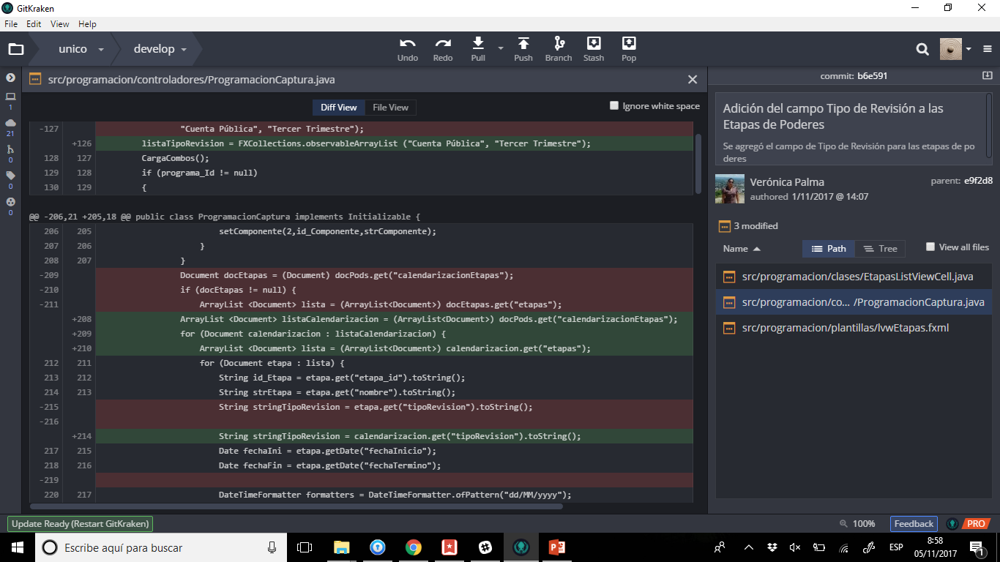 GitKraken
File Edit View Help
unico develop Undo Redo Pull Push Branch Stash Pop
src/programacion/controladores/ProgramacionCaptura.java
commit: b6e591
Diff View File View Ignore white space
Adición del campo Tipo de Revisión a las
Etapas de Poderes
Se agregó el campo de Tipo de Revisión para las etapas de po
deres
Verónica Palma
parent: e9f2d8
authored 1/11/2017 @ 14:07
3 modified
Name Path Tree View all files
src/programacion/clases/EtapasListViewCell.java
src/programacion/co... /ProgramacionCaptura.java
src/programacion/plantillas/lvwEtapas.fxml
1
21
0
0
0
-127 "Cuenta Pública", "Tercer Trimestre");
+126 listaTipoRevision = FXCollections.observableArrayList ("Cuenta Pública", "Tercer Trimestre");
128 127 CargaCombos();
129 128 if (programa_Id != null)
130 129 {
@@ -206,21 +205,18 @@ public class ProgramacionCaptura implements Initializable {
206 205 setComponente(2,id_Componente,strComponente);
207 206 }
208 207 }
-209 Document docEtapas = (Document) docPods.get("calendarizacionEtapas");
-210 if (docEtapas != null) {
-211 ArrayList <Document> lista = (ArrayList<Document>) docEtapas.get("etapas");
+208 ArrayList <Document> listaCalendarizacion = (ArrayList<Document>) docPods.get("calendarizacionEtapas");
+209 for (Document calendarizacion : listaCalendarizacion) {
+210 ArrayList <Document> lista = (ArrayList<Document>) calendarizacion.get("etapas");
212 211 for (Document etapa : lista) {
213 212 String id_Etapa = etapa.get("etapa_id").toString();
214 213 String strEtapa = etapa.get("nombre").toString();
-215 String stringTipoRevision = etapa.get("tipoRevision").toString();
-216
+214 String stringTipoRevision = calendarizacion.get("tipoRevision").toString();
217 215 Date fechaIni = etapa.getDate("fechaInicio");
218 216 Date fechaFin = etapa.getDate("fechaTermino");
-219
220 217 DateTimeFormatter formatters = DateTimeFormatter.ofPattern("dd/MM/yyyy");
Update Ready (Restart GitKraken) 100% Feedback PRO
Escribe aquí para buscar
ESP
8:58
05/11/2017
1